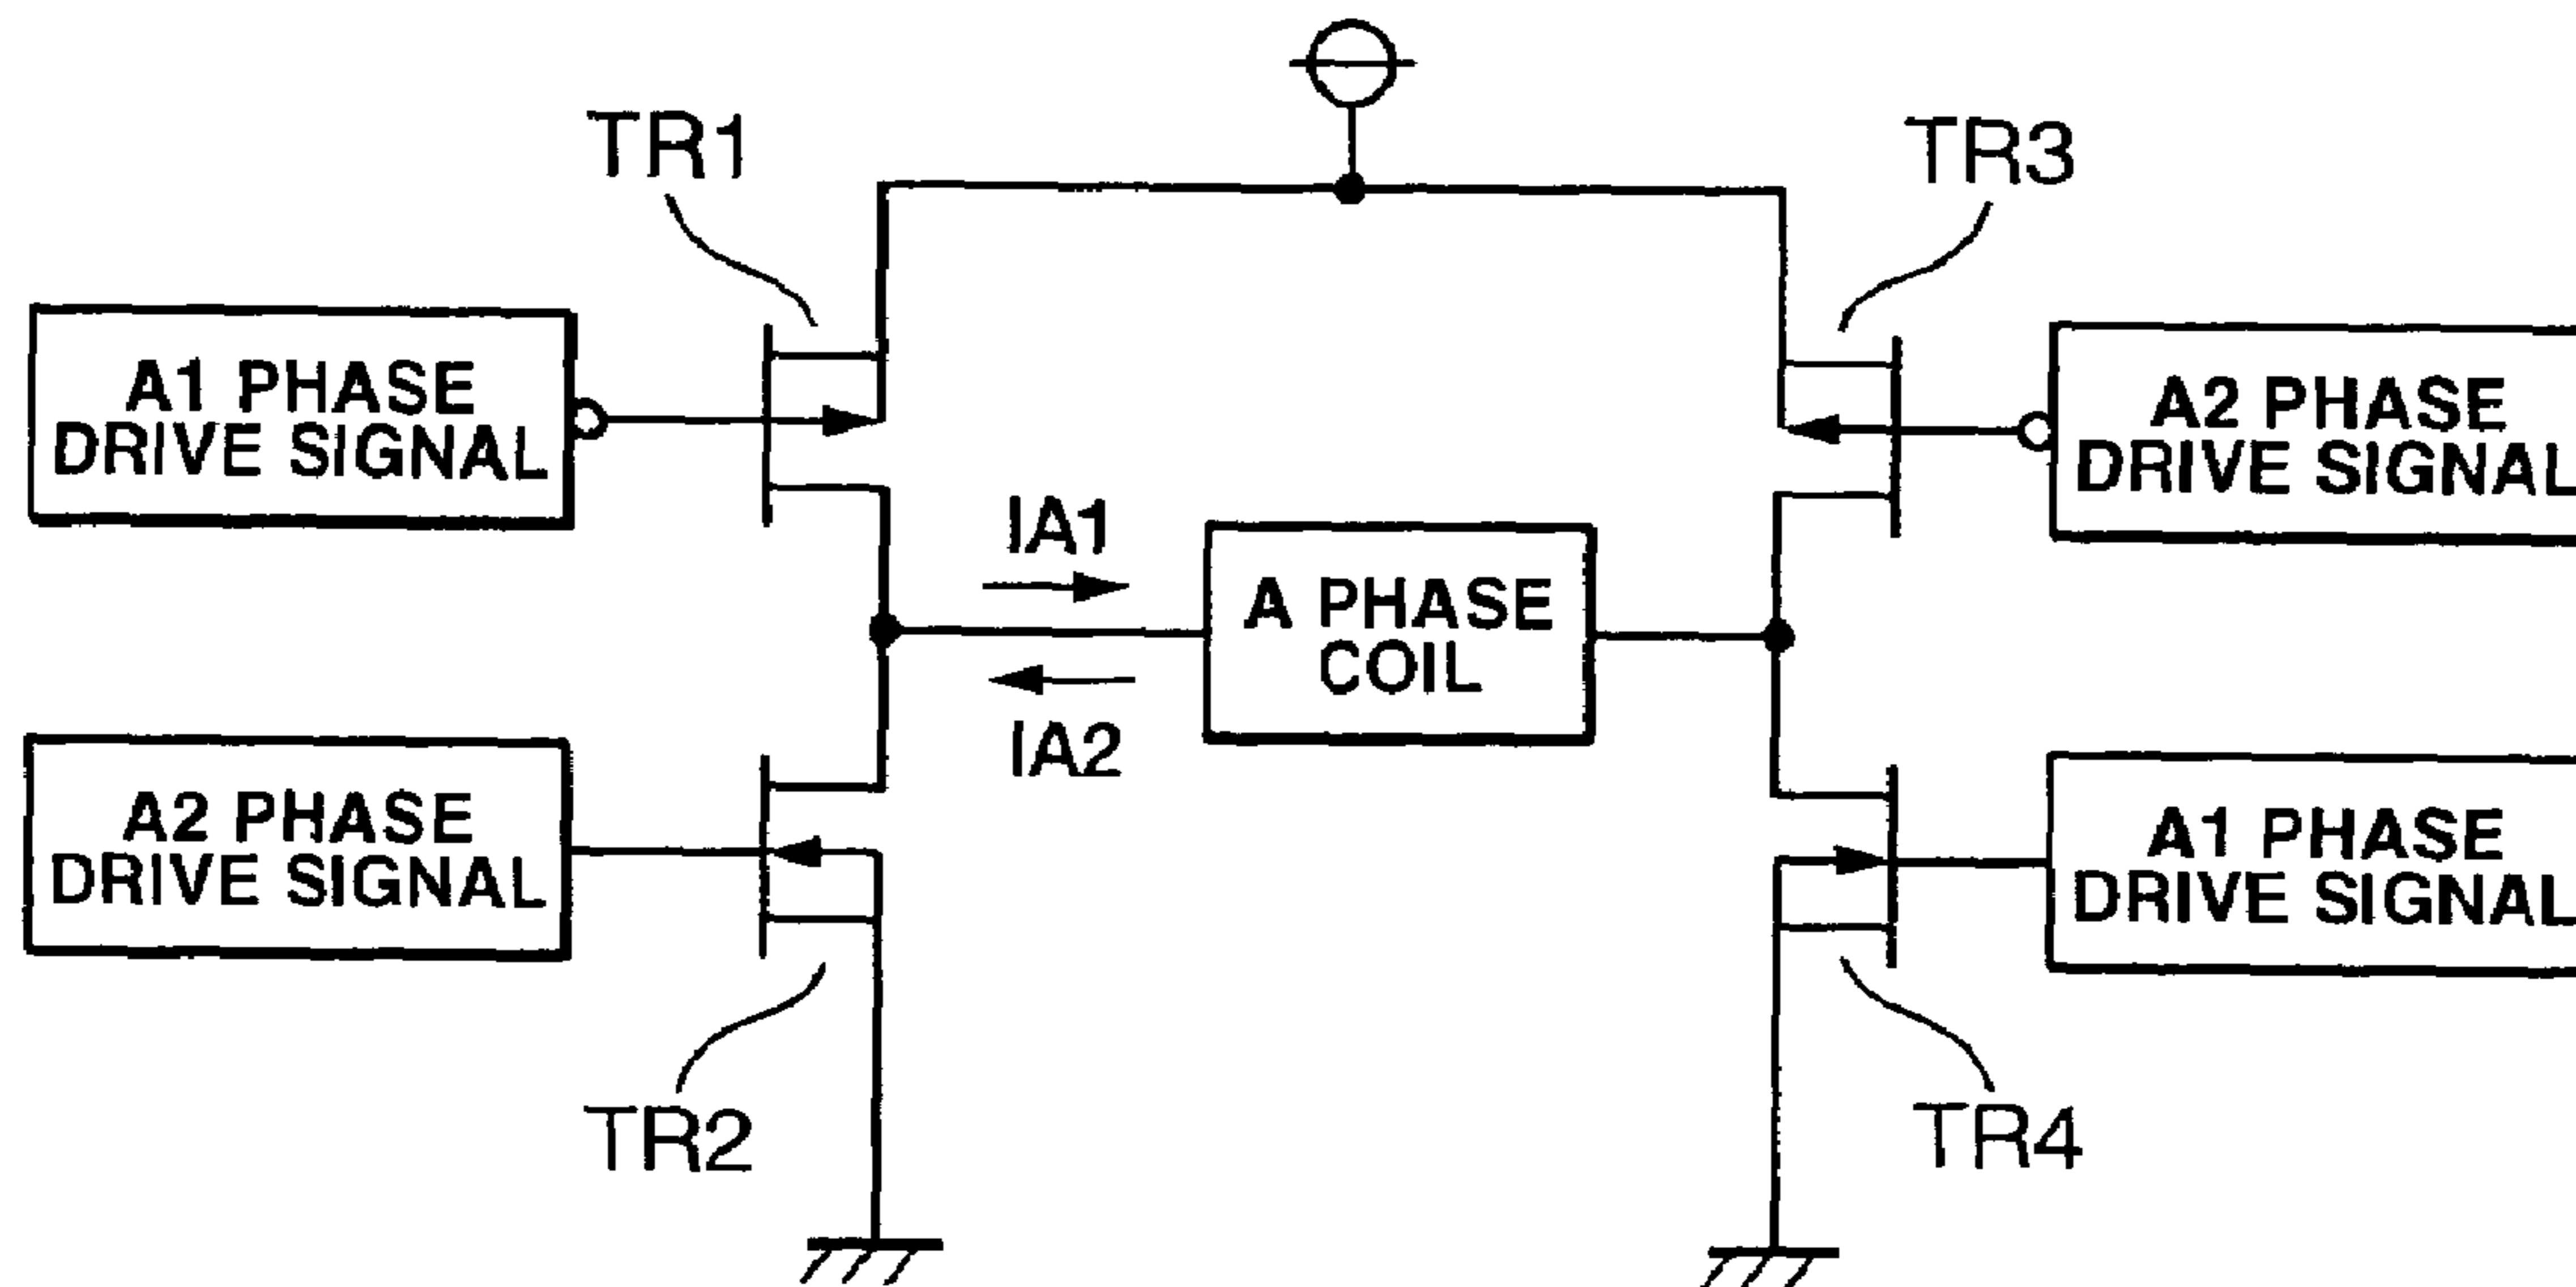 TR1
TR3
A1 PHASE
DRIVE SIGNAL
A2 PHASE
DRIVE SIGNAL
IA1
A PHASE
COIL
IA2
A2 PHASE
DRIVE SIGNAL
A1 PHASE
DRIVE SIGNAL
TR2
TR4